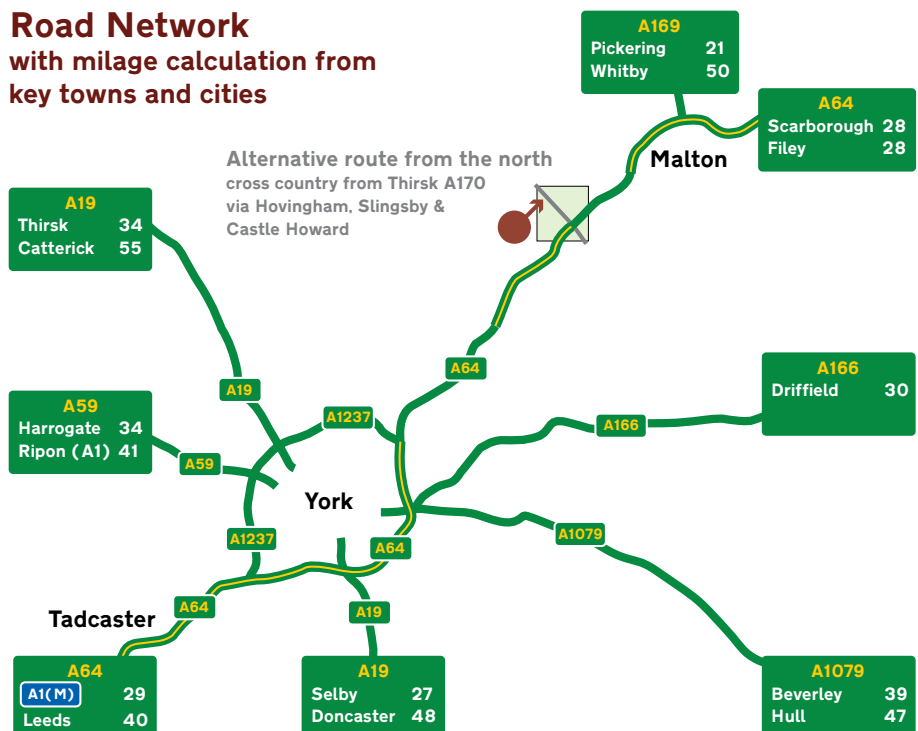 Road Network
with milage calculation from
key towns and cities
A169
Pickering 21
Whitby 50
A64
Scarborough 28
Filey 28
Malton
Alternative route from the north
cross country from Thirsk A170
via Hovingham, Slingsby &
Castle Howard
A19
Thirsk 34
Catterick 55
A64
A166
Driffield 30
A19
A59
Harrogate 34
Ripon (A1) 41
A1237
A166
A59
York
A1237
A64
A1079
Tadcaster
A64
A19
A64
A1(M) 29
Leeds 40
A19
Selby 27
Doncaster 48
A1079
Beverley 39
Hull 47